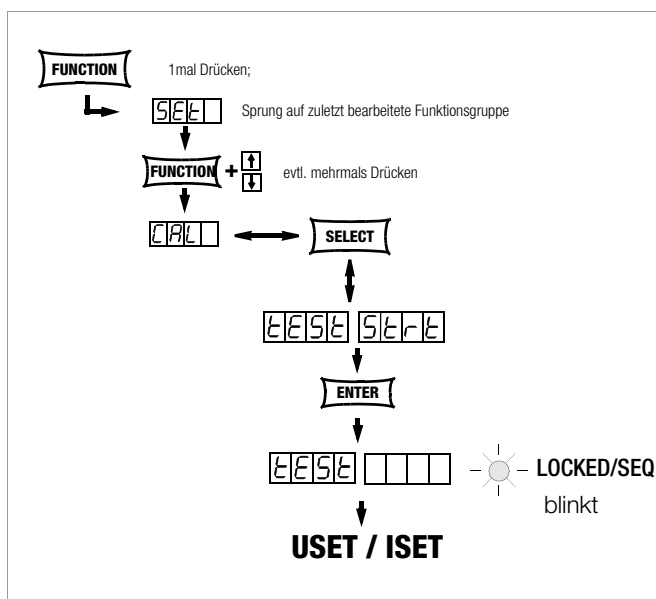 FUNCTION 1mal Drücken;
SEt Sprung auf zuletzt bearbeitete Funktionsgruppe
FUNCTION + evtl. mehrmals Drücken
CAL SELECT
tESt Strt
ENTER
tESt LOCKED/SEQ
blinkt
USET / ISET